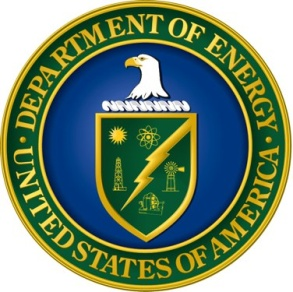 DEPARTMENT OF ENERGY
UNITED STATES OF AMERICA